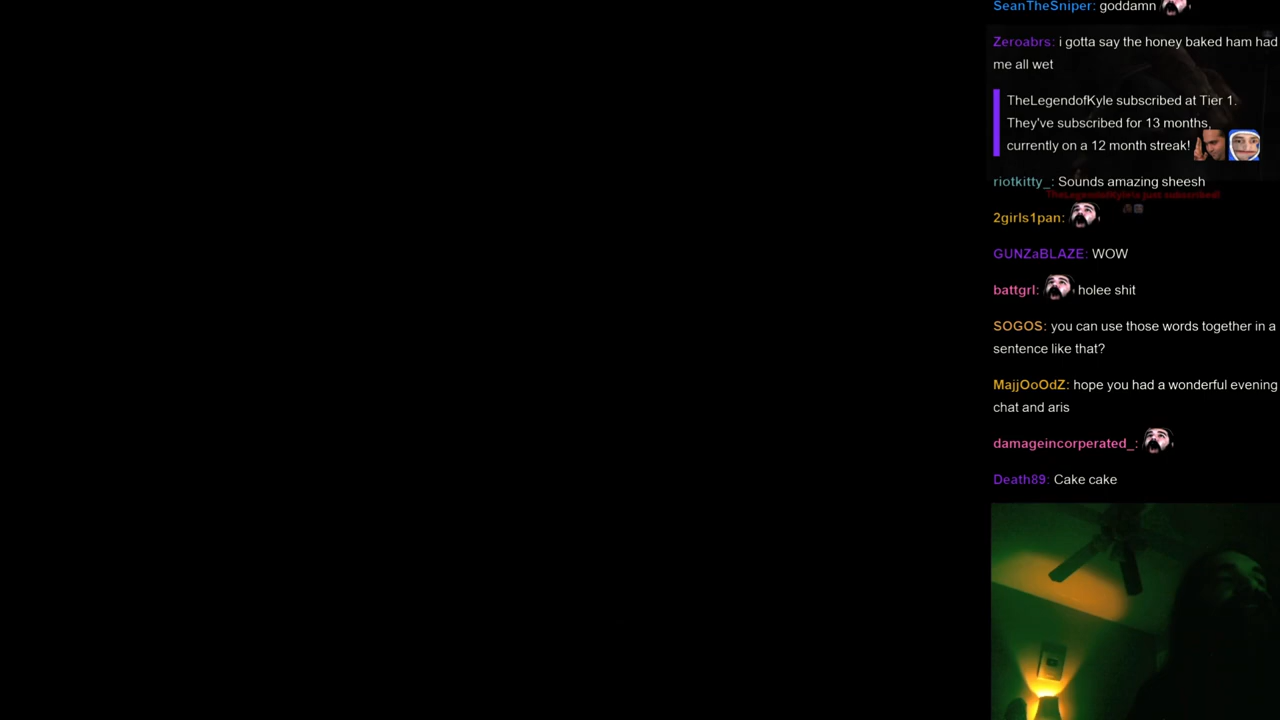 SeanTheSniper: goddamn
Zeroabrs: i gotta say the honey baked ham had
me all wet
TheLegendofKyle subscribed at Tier 1.
They've subscribed for 13 months,
currently on a 12 month streak!
riotkitty_: Sounds amazing sheesh
TheLegendofKyle's just subscribed!
2girls1pan:
GUNZaBLAZE: WOW
battgrl: holee shit
SOGOS: you can use those words together in a
sentence like that?
MajjOoOdZ: hope you had a wonderful evening
chat and aris
damageincorperated_:
Death89: Cake cake